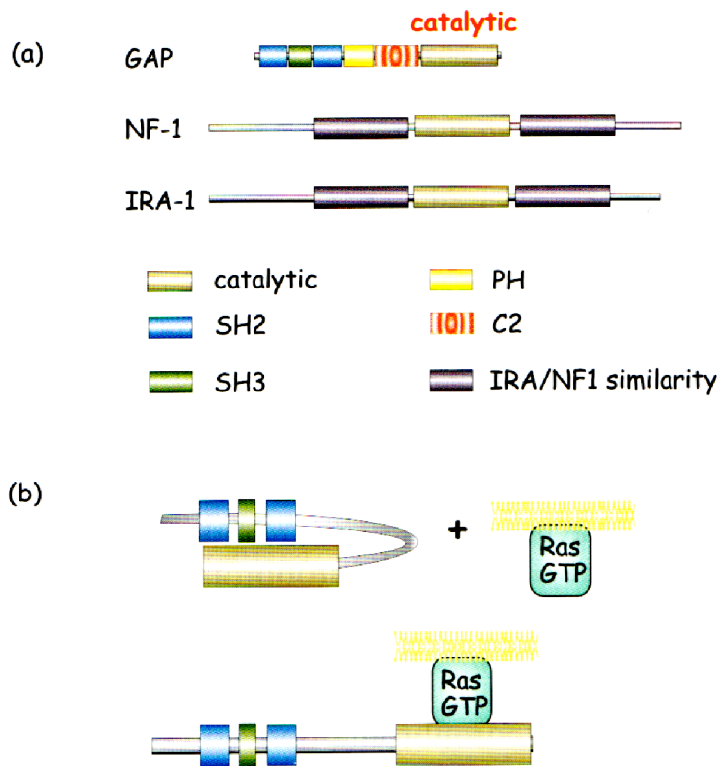 catalytic
(a) GAP
NF-1
IRA-1
catalytic PH
SH2 C2
SH3 IRA/NF1 similarity
(b)
+
Ras
GTP
Ras
GTP